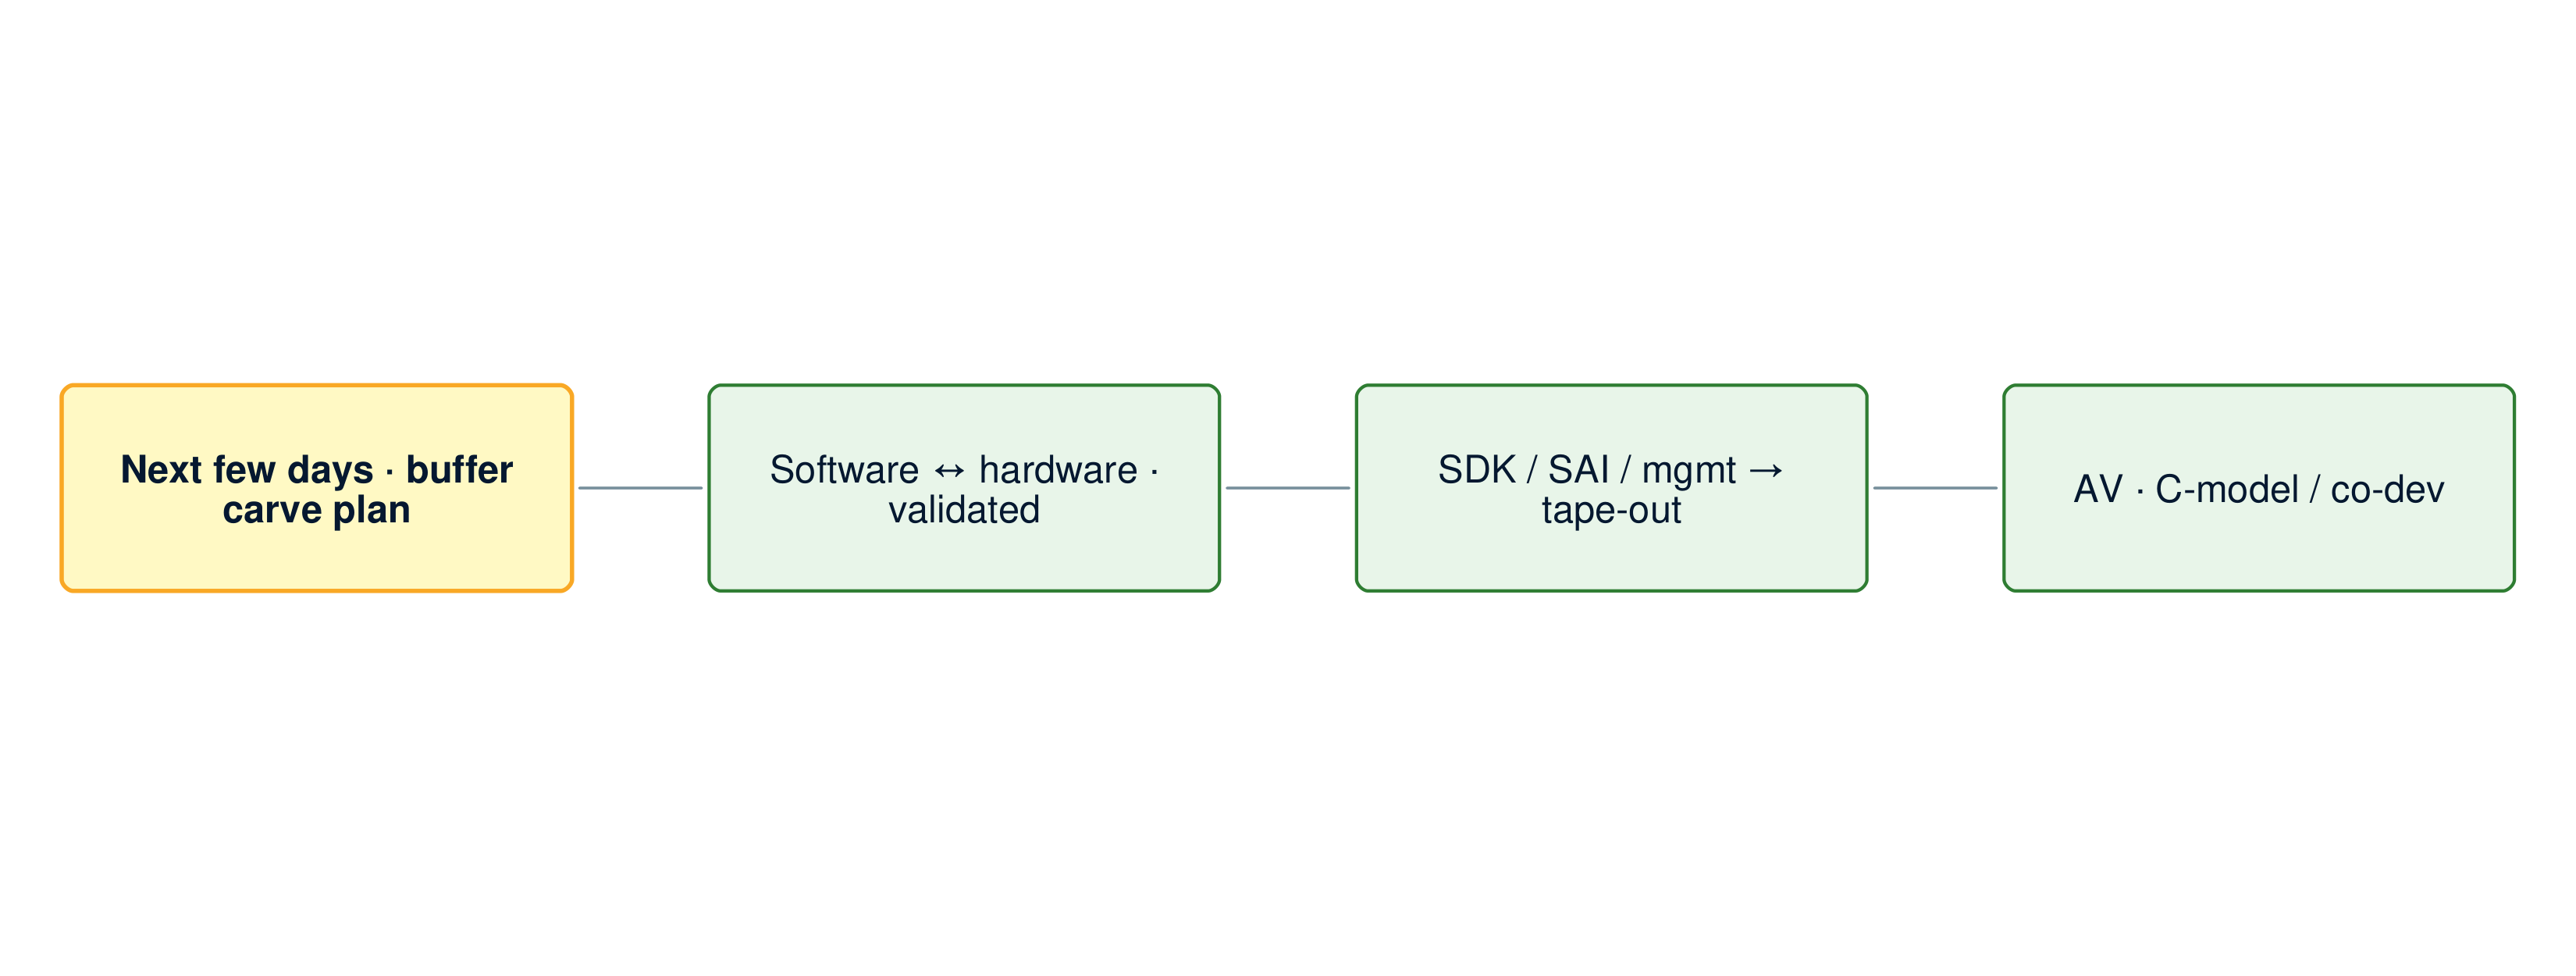 Next few days · buffer
carve plan
Software ↔ hardware ·
validated
SDK / SAI / mgmt →
tape-out
AV · C-model / co-dev